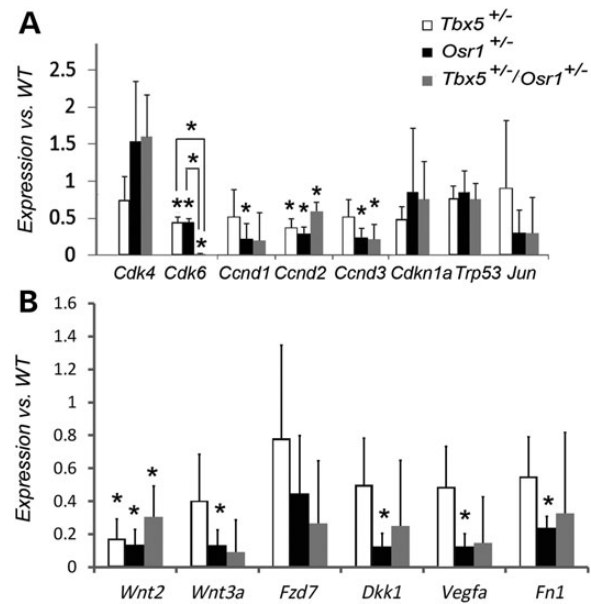 A
Tbx5 +/-
Osr1 +/-
Tbx5 +/-/Osr1 +/-
Expression vs. WT
2.5
2
1.5
1
0.5
0
*
*
** *
*
* * * *
* *
Cdk4 Cdk6 Ccnd1 Ccnd2 Ccnd3 Cdkn1a Trp53 Jun
B
Expression vs. WT
1.6
1.4
1.2
1
0.8
0.6
0.4
0.2
0
* * *
*
*
*
*
Wnt2 Wnt3a Fzd7 Dkk1 Vegfa Fn1